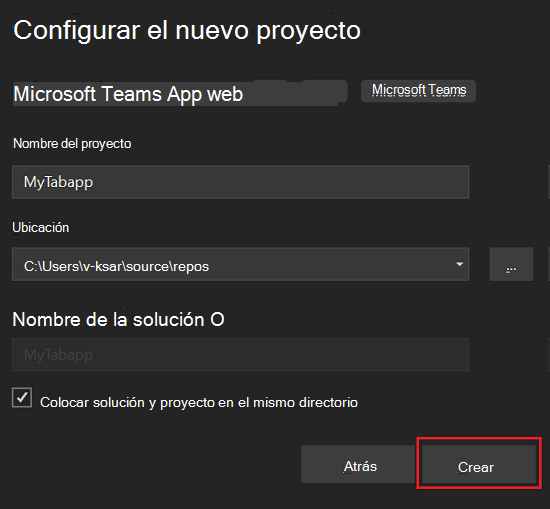 Configurar el nuevo proyecto
Microsoft Teams App web
Microsoft Teams
Nombre del proyecto
MyTabapp
Ubicación
C:\Users\v-ksar\source\repos
...
Nombre de la solución O
MyTabapp
Colocar solución y proyecto en el mismo directorio
Atrás
Crear